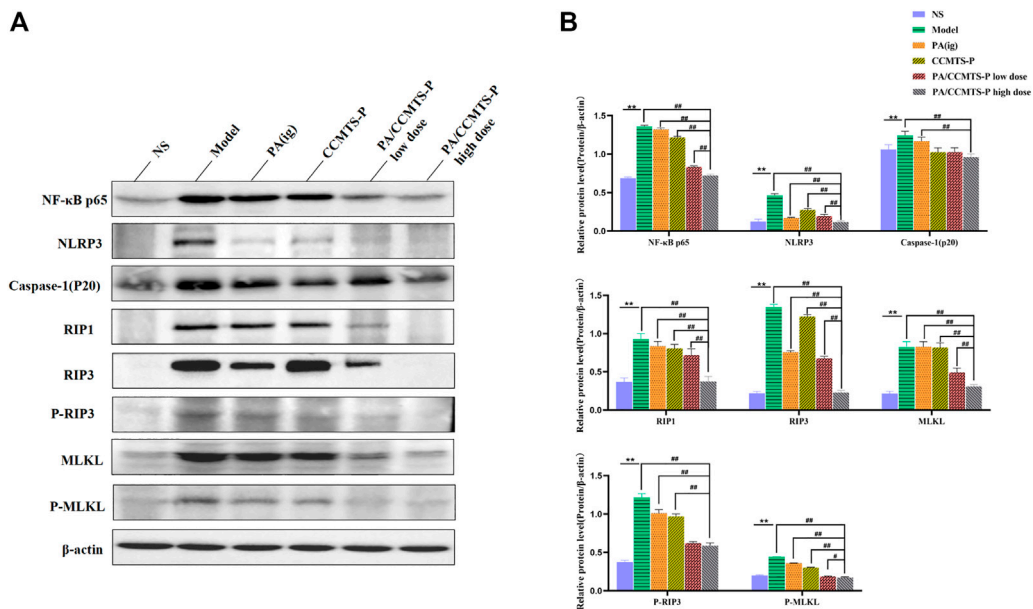 A
NS
Model
PA(ig)
CCMTS-P
PA/CCMTS-P
low dose
PA/CCMTS-P
high dose
NF-κB p65
NLRP3
Caspase-1(P20)
RIP1
RIP3
P-RIP3
MLKL
P-MLKL
β-actin
B
NS
Model
PA(ig)
CCMTS-P
PA/CCMTS-P low dose
PA/CCMTS-P high dose
Relative protein level(Protein/β-actin)
1.5
1.0
0.5
0.0
** ##
##
##
##
** ##
##
##
##
** ##
##
NF-κB p65 NLRP3 Caspase-1(p20)
Relative protein level(Protein/β-actin)
1.5
1.0
0.5
0.0
** ##
##
##
##
** ##
##
##
##
** ##
##
##
##
RIP1 RIP3 MLKL
Relative protein level(Protein/β-actin)
1.5
1.0
0.5
0.0
** ##
##
##
** ##
##
##
#
P-RIP3 P-MLKL